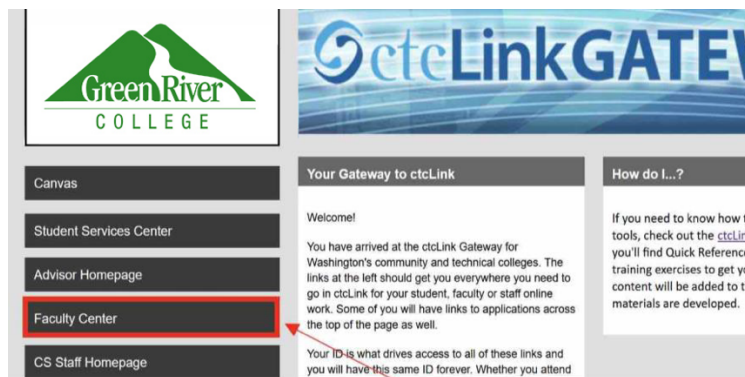 Green River
COLLEGE
ctcLinkGATE
Canvas
Student Services Center
Advisor Homepage
Faculty Center
CS Staff Homepage
Your Gateway to ctcLink
Welcome!
You have arrived at the ctcLink Gateway for
Washington's community and technical colleges. The
links at the left should get you everywhere you need to
go in ctcLink for your student, faculty or staff online
work. Some of you will have links to applications across
the top of the page as well.
Your ID is what drives access to all of these links and
you will have this same ID forever. Whether you attend
How do I...?
If you need to know how
tools, check out the
you'll find Quick Reference
training exercises to get
content will be added to
materials are developed.